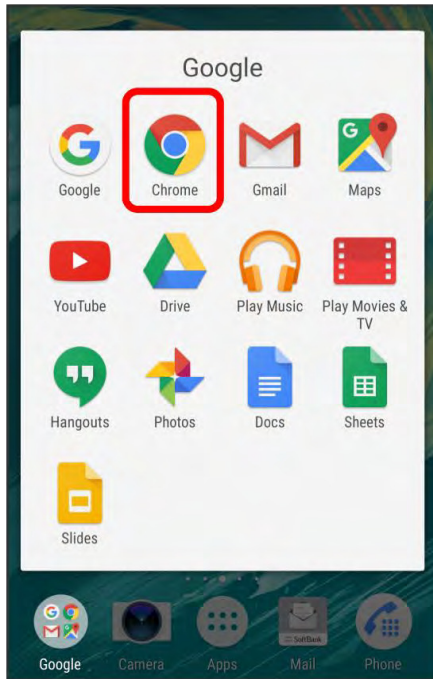 Google
Google Chrome Gmail Maps
YouTube Drive Play Music Play Movies &
TV
Hangouts Photos Docs Sheets
Slides
SoftBank
Google Camera Apps Mail Phone